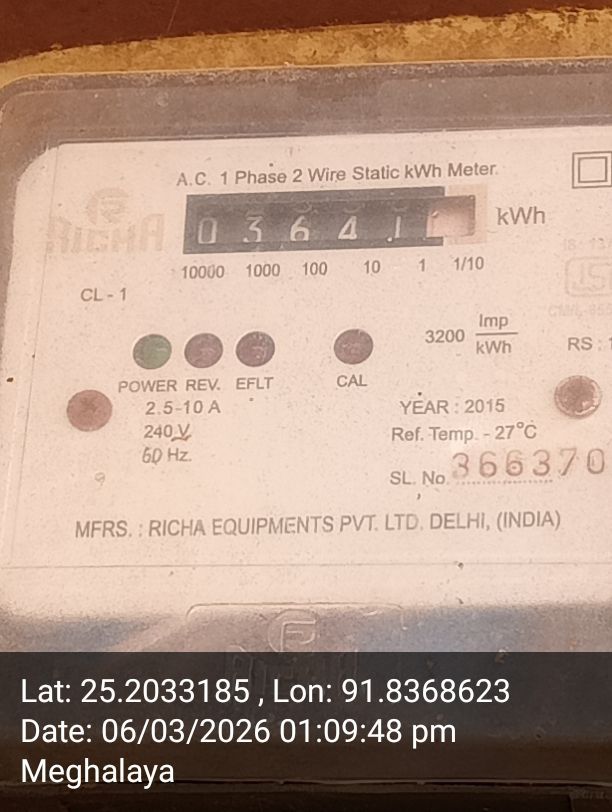 A.C. 1 Phase 2 Wire Static kWh Meter.
RICHA
0 3 6 4 1
kWh
10000 1000 100 10 1 1/10
CL - 1
3200 Imp/kWh
RS :
POWER REV. EFLT CAL
2.5-10 A
YEAR : 2015
240 V
Ref. Temp. - 27°C
60 Hz.
SL. No. 366370
MFRS. : RICHA EQUIPMENTS PVT. LTD. DELHI, (INDIA)
Lat: 25.2033185 , Lon: 91.8368623
Date: 06/03/2026 01:09:48 pm
Meghalaya